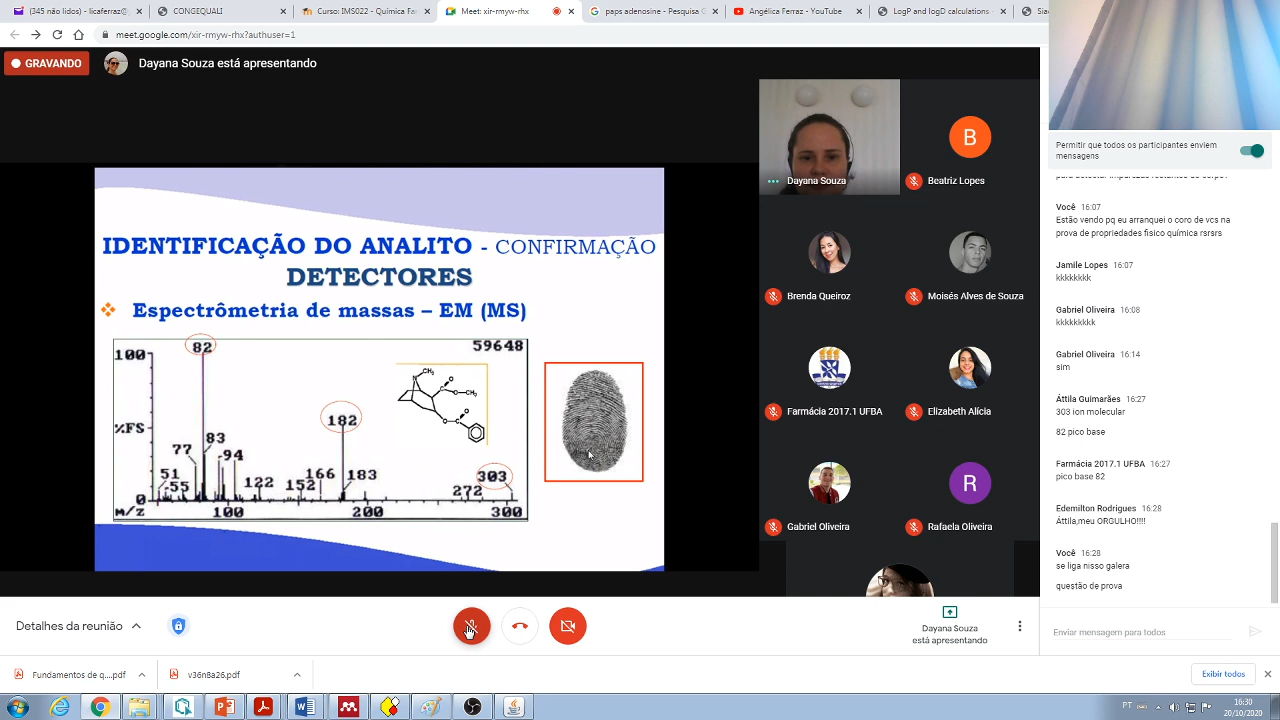 (345 não lidos) - licaferaz@
CONGEQUALI
Curso: IMS022 - Química Fa
Meet: xir-rmyw-rhx
paps adenosine - Pesquisa G
Angélica Ferraz - YouTube
LogP and logD calculations
Sia
meet.google.com/xir-rmyw-rhx?authuser=1
GRAVANDO
Dayana Souza está apresentando
IDENTIFICAÇÃO DO ANALITO - CONFIRMAÇÃO
DETECTORES
Espectrômetria de massas – EM (MS)
59648
100
82
182
%FS
83
77
94
51
55
122
152
166
183
272
303
0
M/Z
100
200
300
CH₃
O
O—CH₃
O
O
Dayana Souza
B
Beatriz Lopes
Brenda Queiroz
Moisés Alves de Souza
Farmácia 2017.1 UFBA
Elizabeth Alícia
Gabriel Oliveira
R
Rafaela Oliveira
Permitir que todos os participantes enviem
mensagens
Você 16:07
Estão vendo pq eu arranquei o coro de vcs na
prova de propriedades fisíco química rsrsrs
Jamile Lopes 16:07
kkkkkkkk
Gabriel Oliveira 16:08
kkkkkkkkk
Gabriel Oliveira 16:14
sim
Áttila Guimarães 16:27
303 ion molecular
82 pico base
Farmácia 2017.1 UFBA 16:27
pico base 82
Edemilton Rodrigues 16:28
Áttila,meu ORGULHO!!!!
Você 16:28
se liga nisso galera
questão de prova
Enviar mensagem para todos
Detalhes da reunião
Dayana Souza
está apresentando
Fundamentos de q....pdf
v36n8a26.pdf
Exibir todos
PT
16:30
20/10/2020